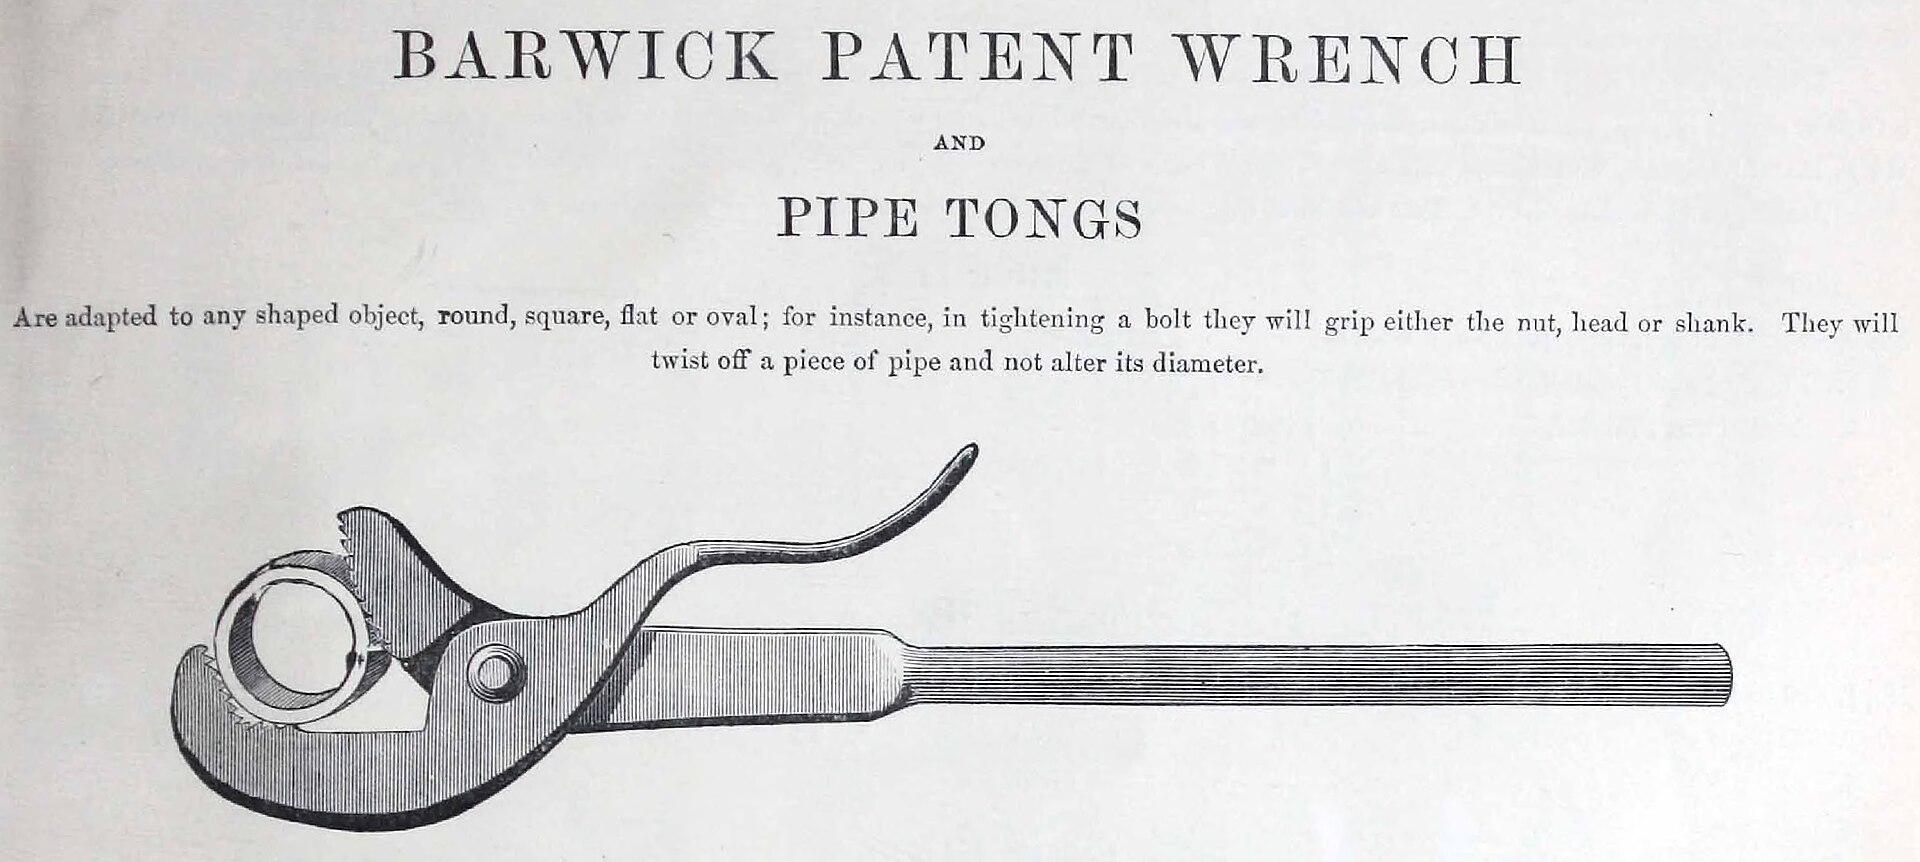 BARWICK PATENT WRENCH
AND
PIPE TONGS
Are adapted to any shaped object, round, square, flat or oval; for instance, in tightening a bolt they will grip either the nut, head or shank. They will
twist off a piece of pipe and not alter its diameter.